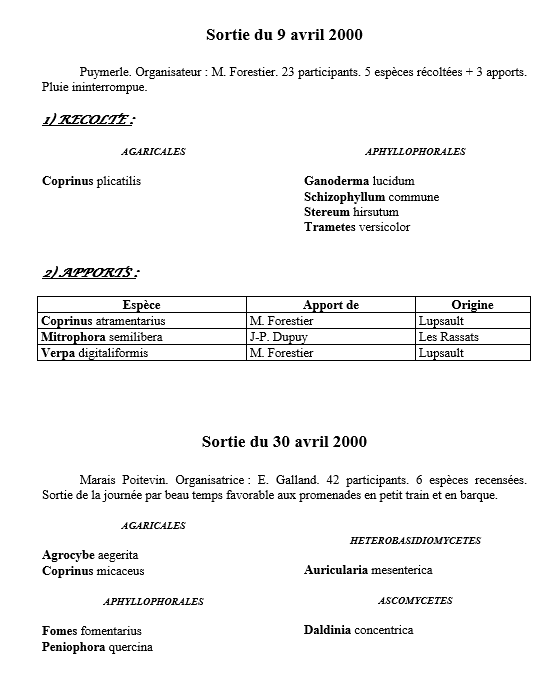 Sortie du 9 avril 2000
Puymerle. Organisateur : M. Forestier. 23 participants. 5 espèces récoltées + 3 apports.
Pluie ininterrompue.
1) RECOLTE :
AGARICALES
Coprinus plicatilis
APHYLLOPHORALES
Ganoderma lucidum
Schizophyllum commune
Stereum hirsutum
Trametes versicolor
2) APPORTS :
Espèce Apport de Origine
Coprinus atramentarius M. Forestier Lupsault
Mitrophora semilibera J-P. Dupuy Les Rassats
Verpa digitaliformis M. Forestier Lupsault
Sortie du 30 avril 2000
Marais Poitevin. Organisatrice : E. Galland. 42 participants. 6 espèces recensées.
Sortie de la journée par beau temps favorable aux promenades en petit train et en barque.
AGARICALES
Agrocybe aegerita
Coprinus micaceus
APHYLLOPHORALES
Fomes fomentarius
Peniophora quercina
HETEROBASIDIOMYCETES
Auricularia mesenterica
ASCOMYCETES
Daldinia concentrica